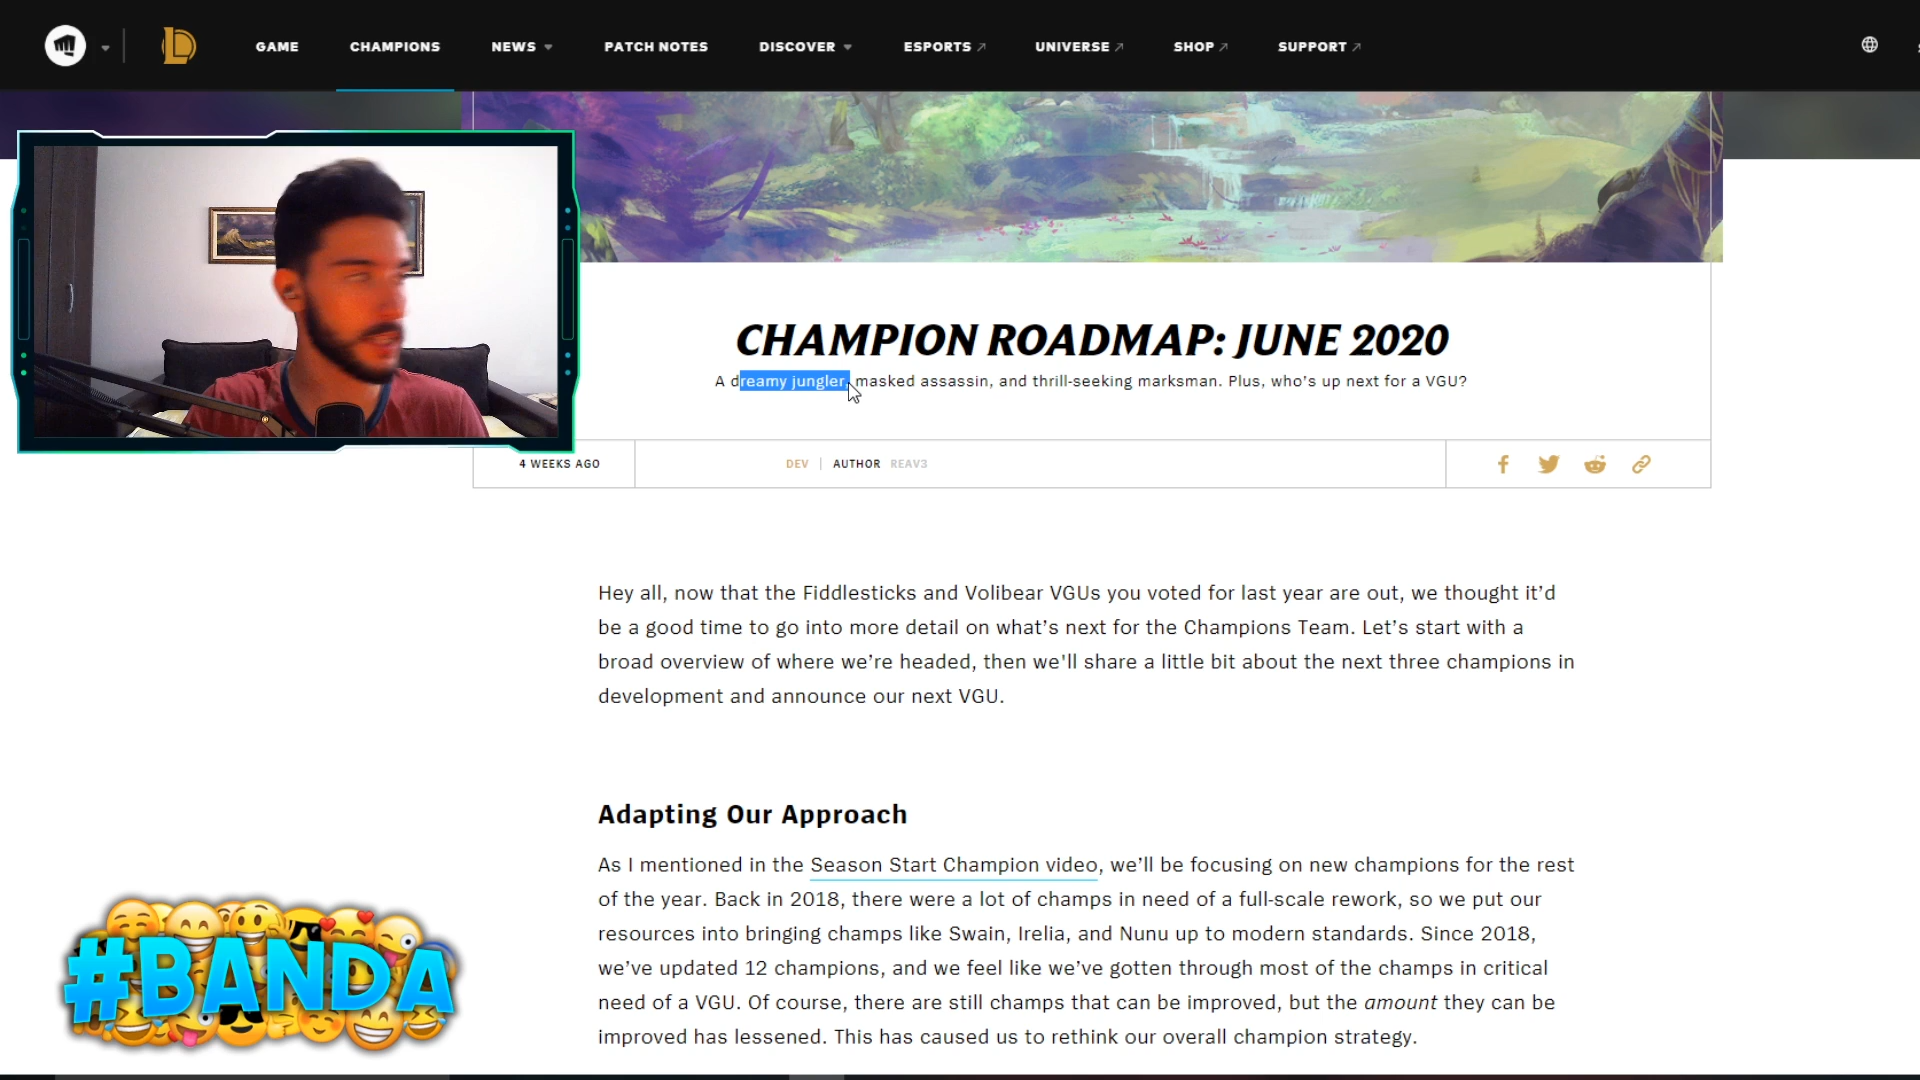 GAME CHAMPIONS NEWS PATCH NOTES DISCOVER ESPORTS UNIVERSE SHOP SUPPORT
CHAMPION ROADMAP: JUNE 2020
A dreamy jungler, masked assassin, and thrill-seeking marksman. Plus, who’s up next for a VGU?
4 WEEKS AGO DEV | AUTHOR REAV3
Hey all, now that the Fiddlesticks and Volibear VGUs you voted for last year are out, we thought it’d
be a good time to go into more detail on what’s next for the Champions Team. Let’s start with a
broad overview of where we’re headed, then we'll share a little bit about the next three champions in
development and announce our next VGU.
Adapting Our Approach
As I mentioned in the Season Start Champion video, we’ll be focusing on new champions for the rest
of the year. Back in 2018, there were a lot of champs in need of a full-scale rework, so we put our
resources into bringing champs like Swain, Irelia, and Nunu up to modern standards. Since 2018,
we’ve updated 12 champions, and we feel like we’ve gotten through most of the champs in critical
need of a VGU. Of course, there are still champs that can be improved, but the amount they can be
improved has lessened. This has caused us to rethink our overall champion strategy.
#BANDA